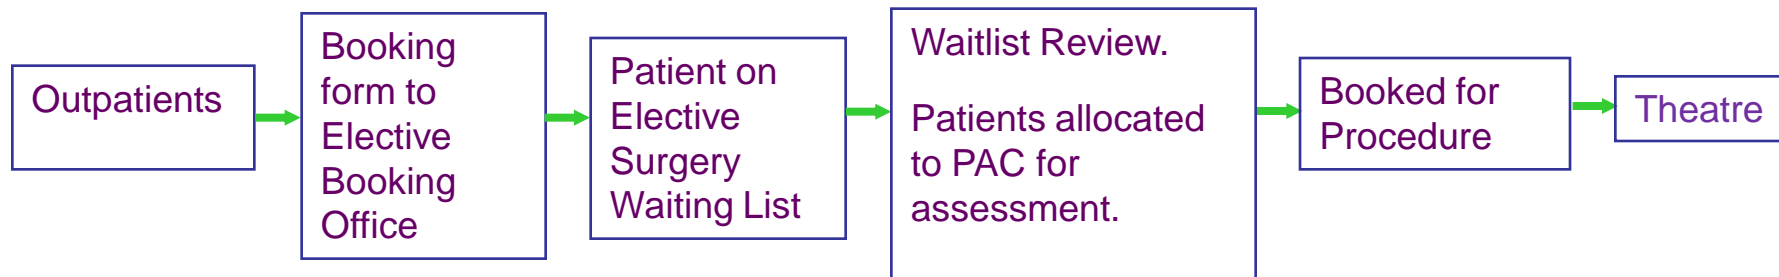 Outpatients
Booking
form to
Elective
Booking
Office
Patient on
Elective
Surgery
Waiting List
Waitlist Review.
Patients allocated
to PAC for
assessment.
Booked for
Procedure
Theatre